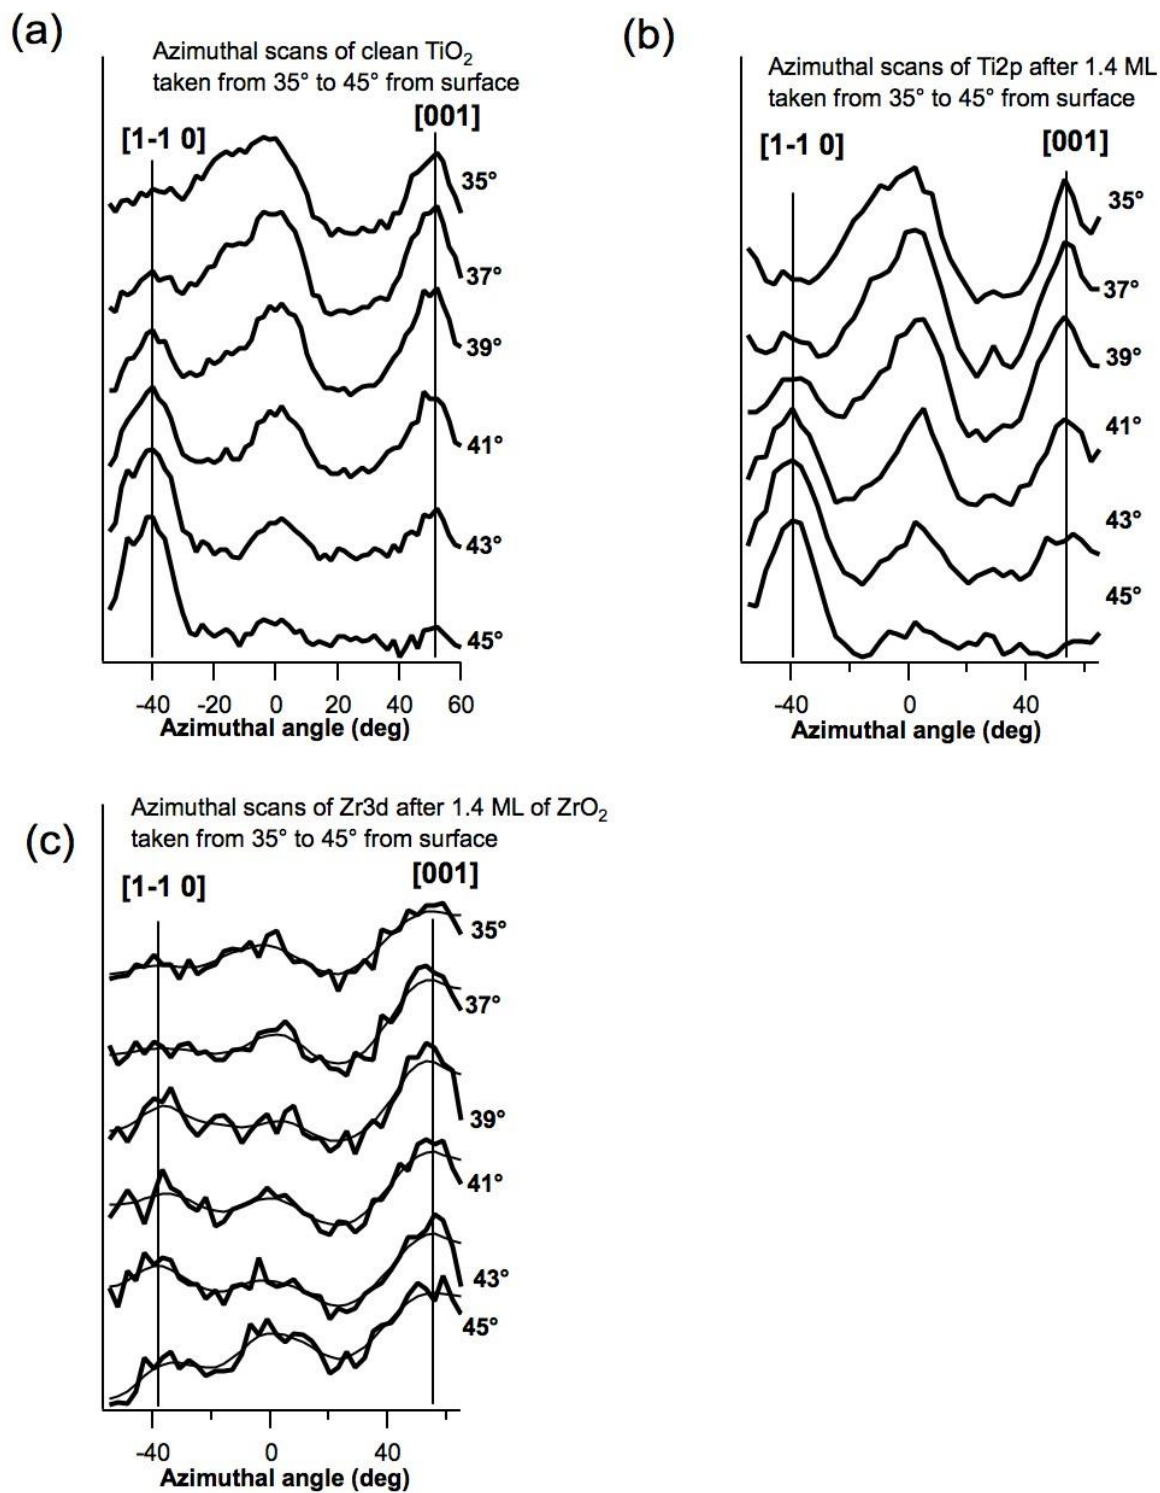 (a)
Azimuthal scans of clean TiO₂
taken from 35° to 45° from surface
[1-1 0]
[001]
35°
37°
39°
41°
43°
45°
-40 -20 0 20 40 60
Azimuthal angle (deg)
(b)
Azimuthal scans of Ti2p after 1.4 ML
taken from 35° to 45° from surface
[1-1 0]
[001]
35°
37°
39°
41°
43°
45°
-40 0 40
Azimuthal angle (deg)
(c)
Azimuthal scans of Zr3d after 1.4 ML of ZrO₂
taken from 35° to 45° from surface
[1-1 0]
[001]
35°
37°
39°
41°
43°
45°
-40 0 40
Azimuthal angle (deg)